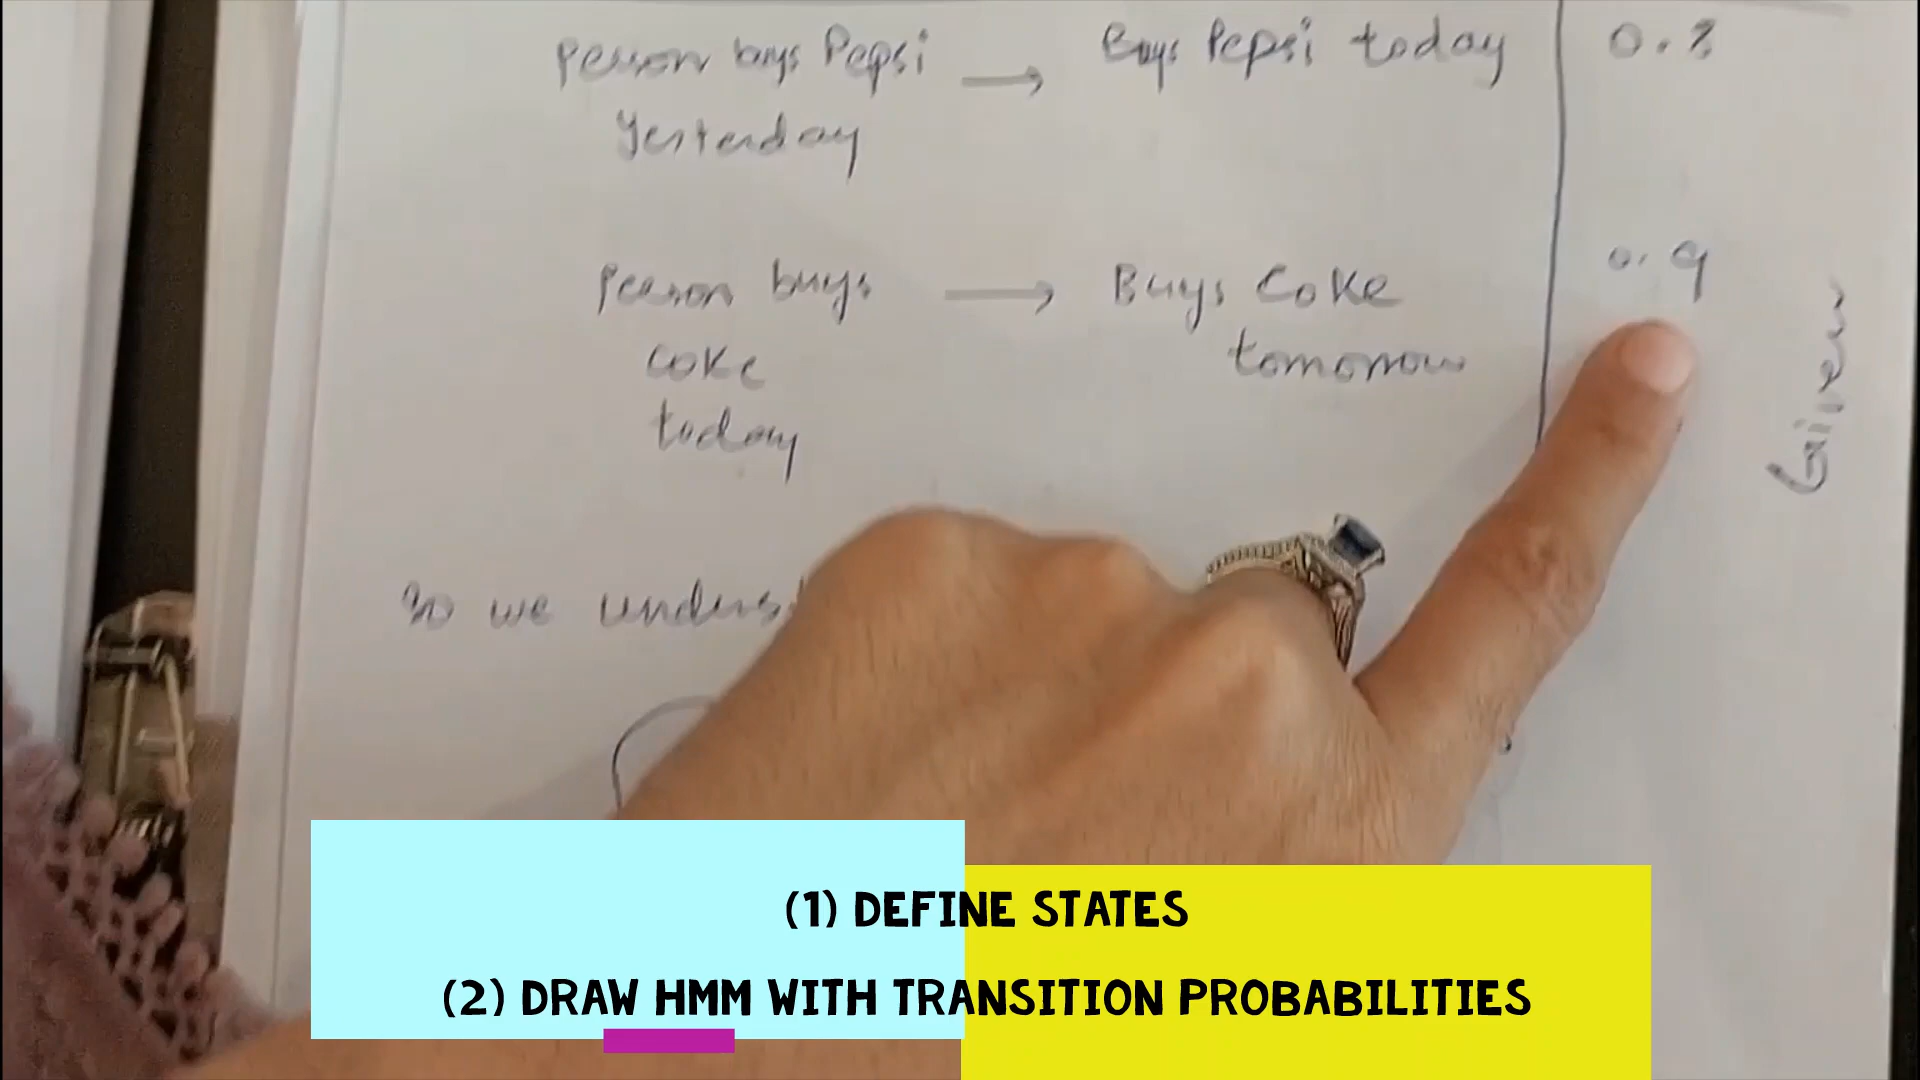 Person buys Pepsi → Buys Pepsi today 0.8
Yesterday
Person buys → Buys Coke 0.9
Coke tomorrow
today
Given
So we
(1) DEFINE STATES
(2) DRAW HMM WITH TRANSITION PROBABILITIES